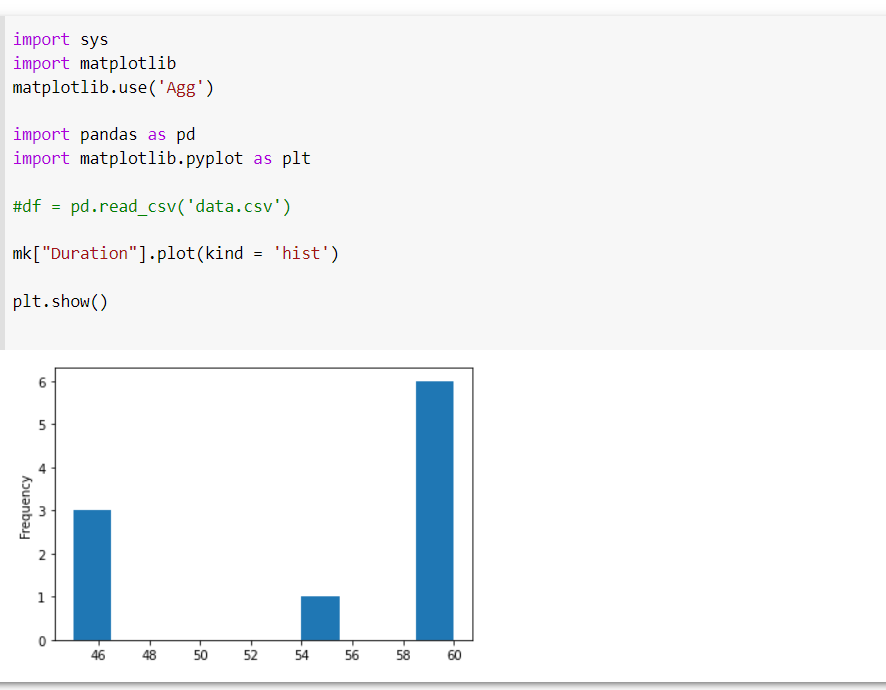 import sys
import matplotlib
matplotlib.use('Agg')
import pandas as pd
import matplotlib.pyplot as plt
#df = pd.read_csv('data.csv')
mk["Duration"].plot(kind = 'hist')
plt.show()
6
5
4
3
2
1
0
Frequency
46 48 50 52 54 56 58 60